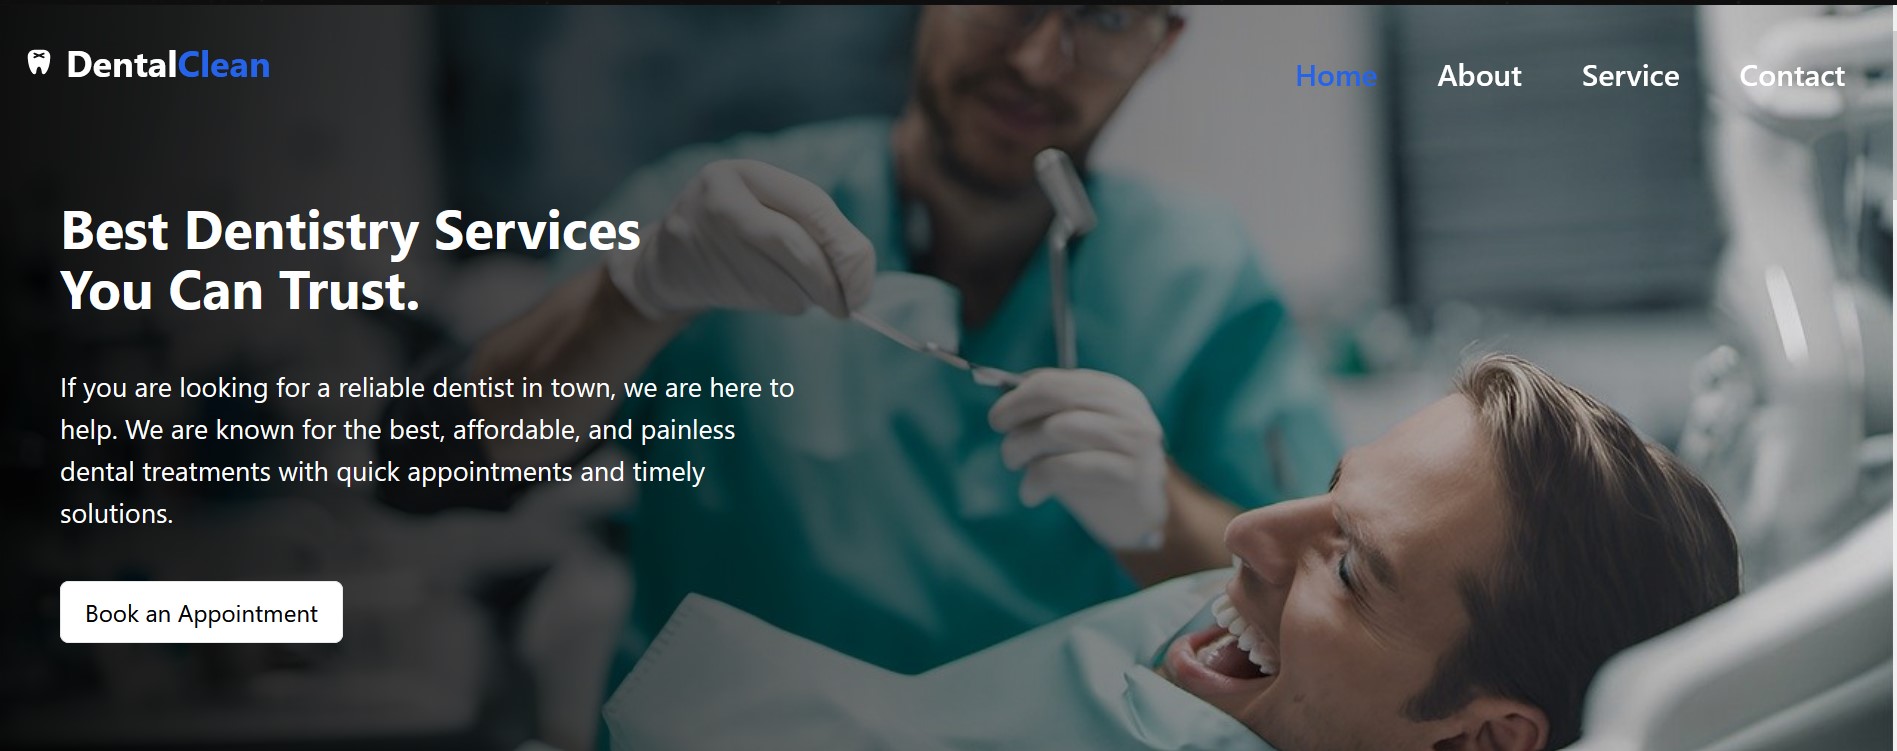 DentalClean
Home About Service Contact
Best Dentistry Services
You Can Trust.
If you are looking for a reliable dentist in town, we are here to
help. We are known for the best, affordable, and painless
dental treatments with quick appointments and timely
solutions.
Book an Appointment